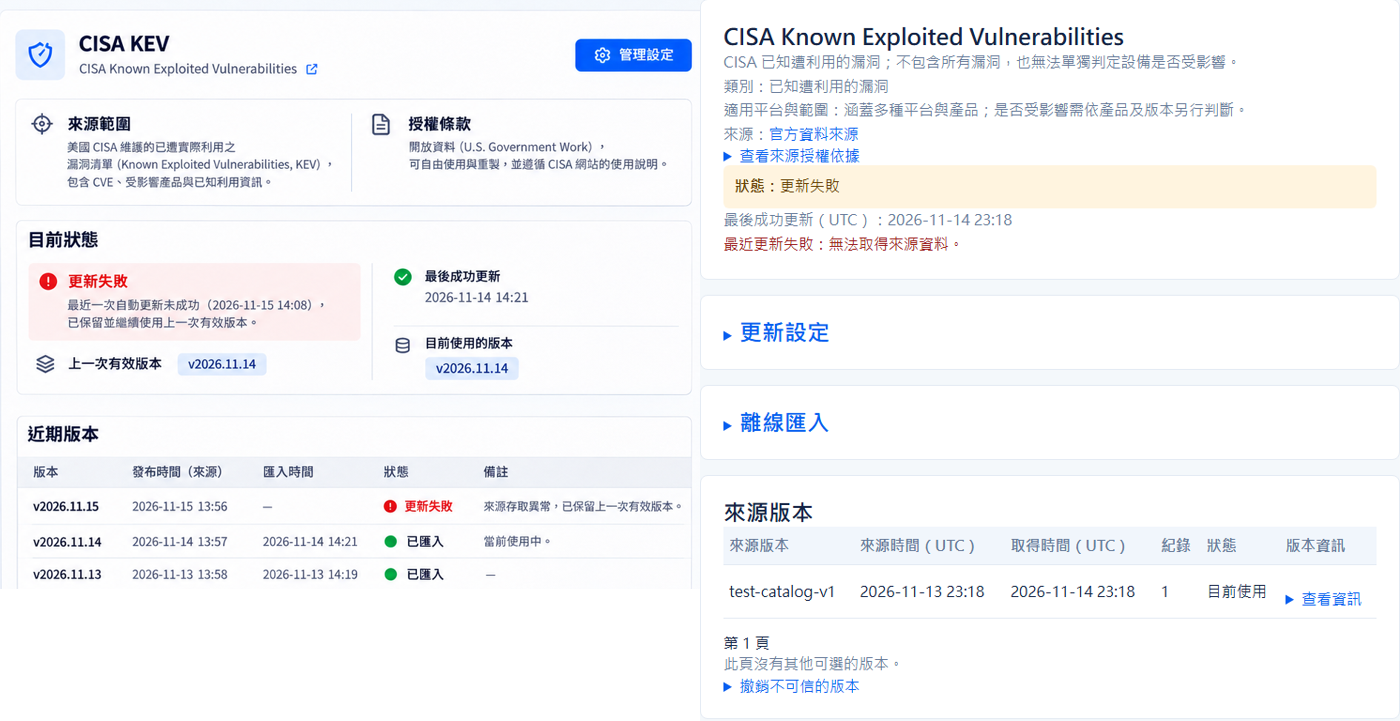 CISA KEV
CISA Known Exploited Vulnerabilities
管理設定
來源範圍
美國 CISA 維護的已遭實際利用之
漏洞清單 (Known Exploited Vulnerabilities, KEV) ，
包含 CVE、受影響產品與已知利用資訊。
授權條款
開放資料 (U.S. Government Work) ，
可自由使用與重製，並遵循 CISA 網站的使用說明。
目前狀態
更新失敗
最近一次自動更新未成功（2026-11-15 14:08），
已保留並繼續使用上一次有效版本。
上一次有效版本 v2026.11.14
最後成功更新
2026-11-14 14:21
目前使用的版本
v2026.11.14
近期版本
版本 發布時間（來源） 匯入時間 狀態 備註
v2026.11.15 2026-11-15 13:56 — 更新失敗 來源存取異常，已保留上一次有效版本。
v2026.11.14 2026-11-14 13:57 2026-11-14 14:21 已匯入 當前使用中。
v2026.11.13 2026-11-13 13:58 2026-11-13 14:19 已匯入 —
CISA Known Exploited Vulnerabilities
CISA 已知遭利用的漏洞；不包含所有漏洞，也無法單獨判定設備是否受影響。
類別：已知遭利用的漏洞
適用平台與範圍：涵蓋多種平台與產品；是否受影響需依產品及版本另行判斷。
來源：官方資料來源
▶ 查看來源授權依據
狀態：更新失敗
最後成功更新（UTC）：2026-11-14 23:18
最近更新失敗：無法取得來源資料。
▶ 更新設定
▶ 離線匯入
來源版本
來源版本 來源時間（UTC） 取得時間（UTC） 紀錄 狀態 版本資訊
test-catalog-v1 2026-11-13 23:18 2026-11-14 23:18 1 目前使用 ▶ 查看資訊
第 1 頁
此頁沒有其他可選的版本。
▶ 撤銷不可信的版本